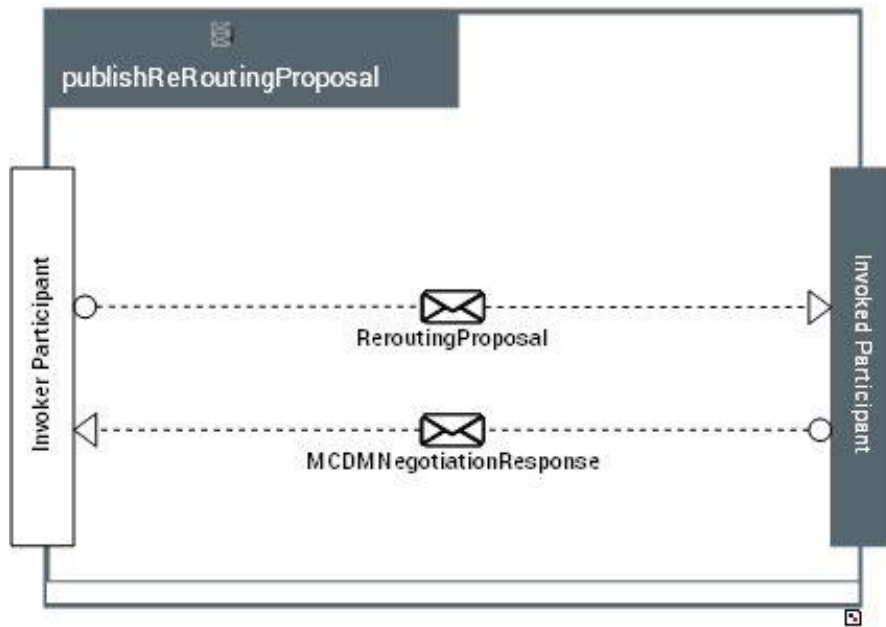 publishReRoutingProposal
Invoker Participant
Invoked Participant
ReroutingProposal
MCDMNegotiationResponse